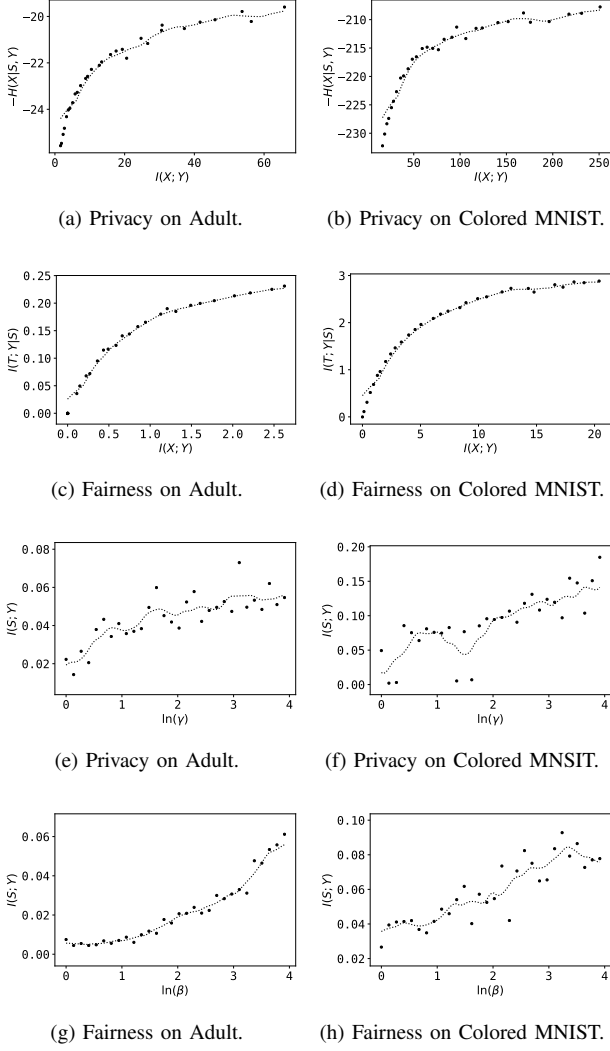 −20
−22
−24
−H(X|S, Y)
0 20 40 60
I(X; Y)
(a) Privacy on Adult.
−210
−215
−220
−225
−230
−H(X|S, Y)
50 100 150 200 250
I(X; Y)
(b) Privacy on Colored MNIST.
0.25
0.20
0.15
0.10
0.05
0.00
I(T; Y|S)
0.0 0.5 1.0 1.5 2.0 2.5
I(X; Y)
(c) Fairness on Adult.
3
2
1
0
I(T; Y|S)
0 5 10 15 20
I(X; Y)
(d) Fairness on Colored MNIST.
0.08
0.06
0.04
0.02
I(S; Y)
0 1 2 3 4
ln(γ)
(e) Privacy on Adult.
0.20
0.15
0.10
0.05
0.00
I(S; Y)
0 1 2 3 4
ln(γ)
(f) Privacy on Colored MNSIT.
0.06
0.04
0.02
0.00
I(S; Y)
0 1 2 3 4
ln(β)
(g) Fairness on Adult.
0.10
0.08
0.06
0.04
0.02
I(S; Y)
0 1 2 3 4
ln(β)
(h) Fairness on Colored MNIST.